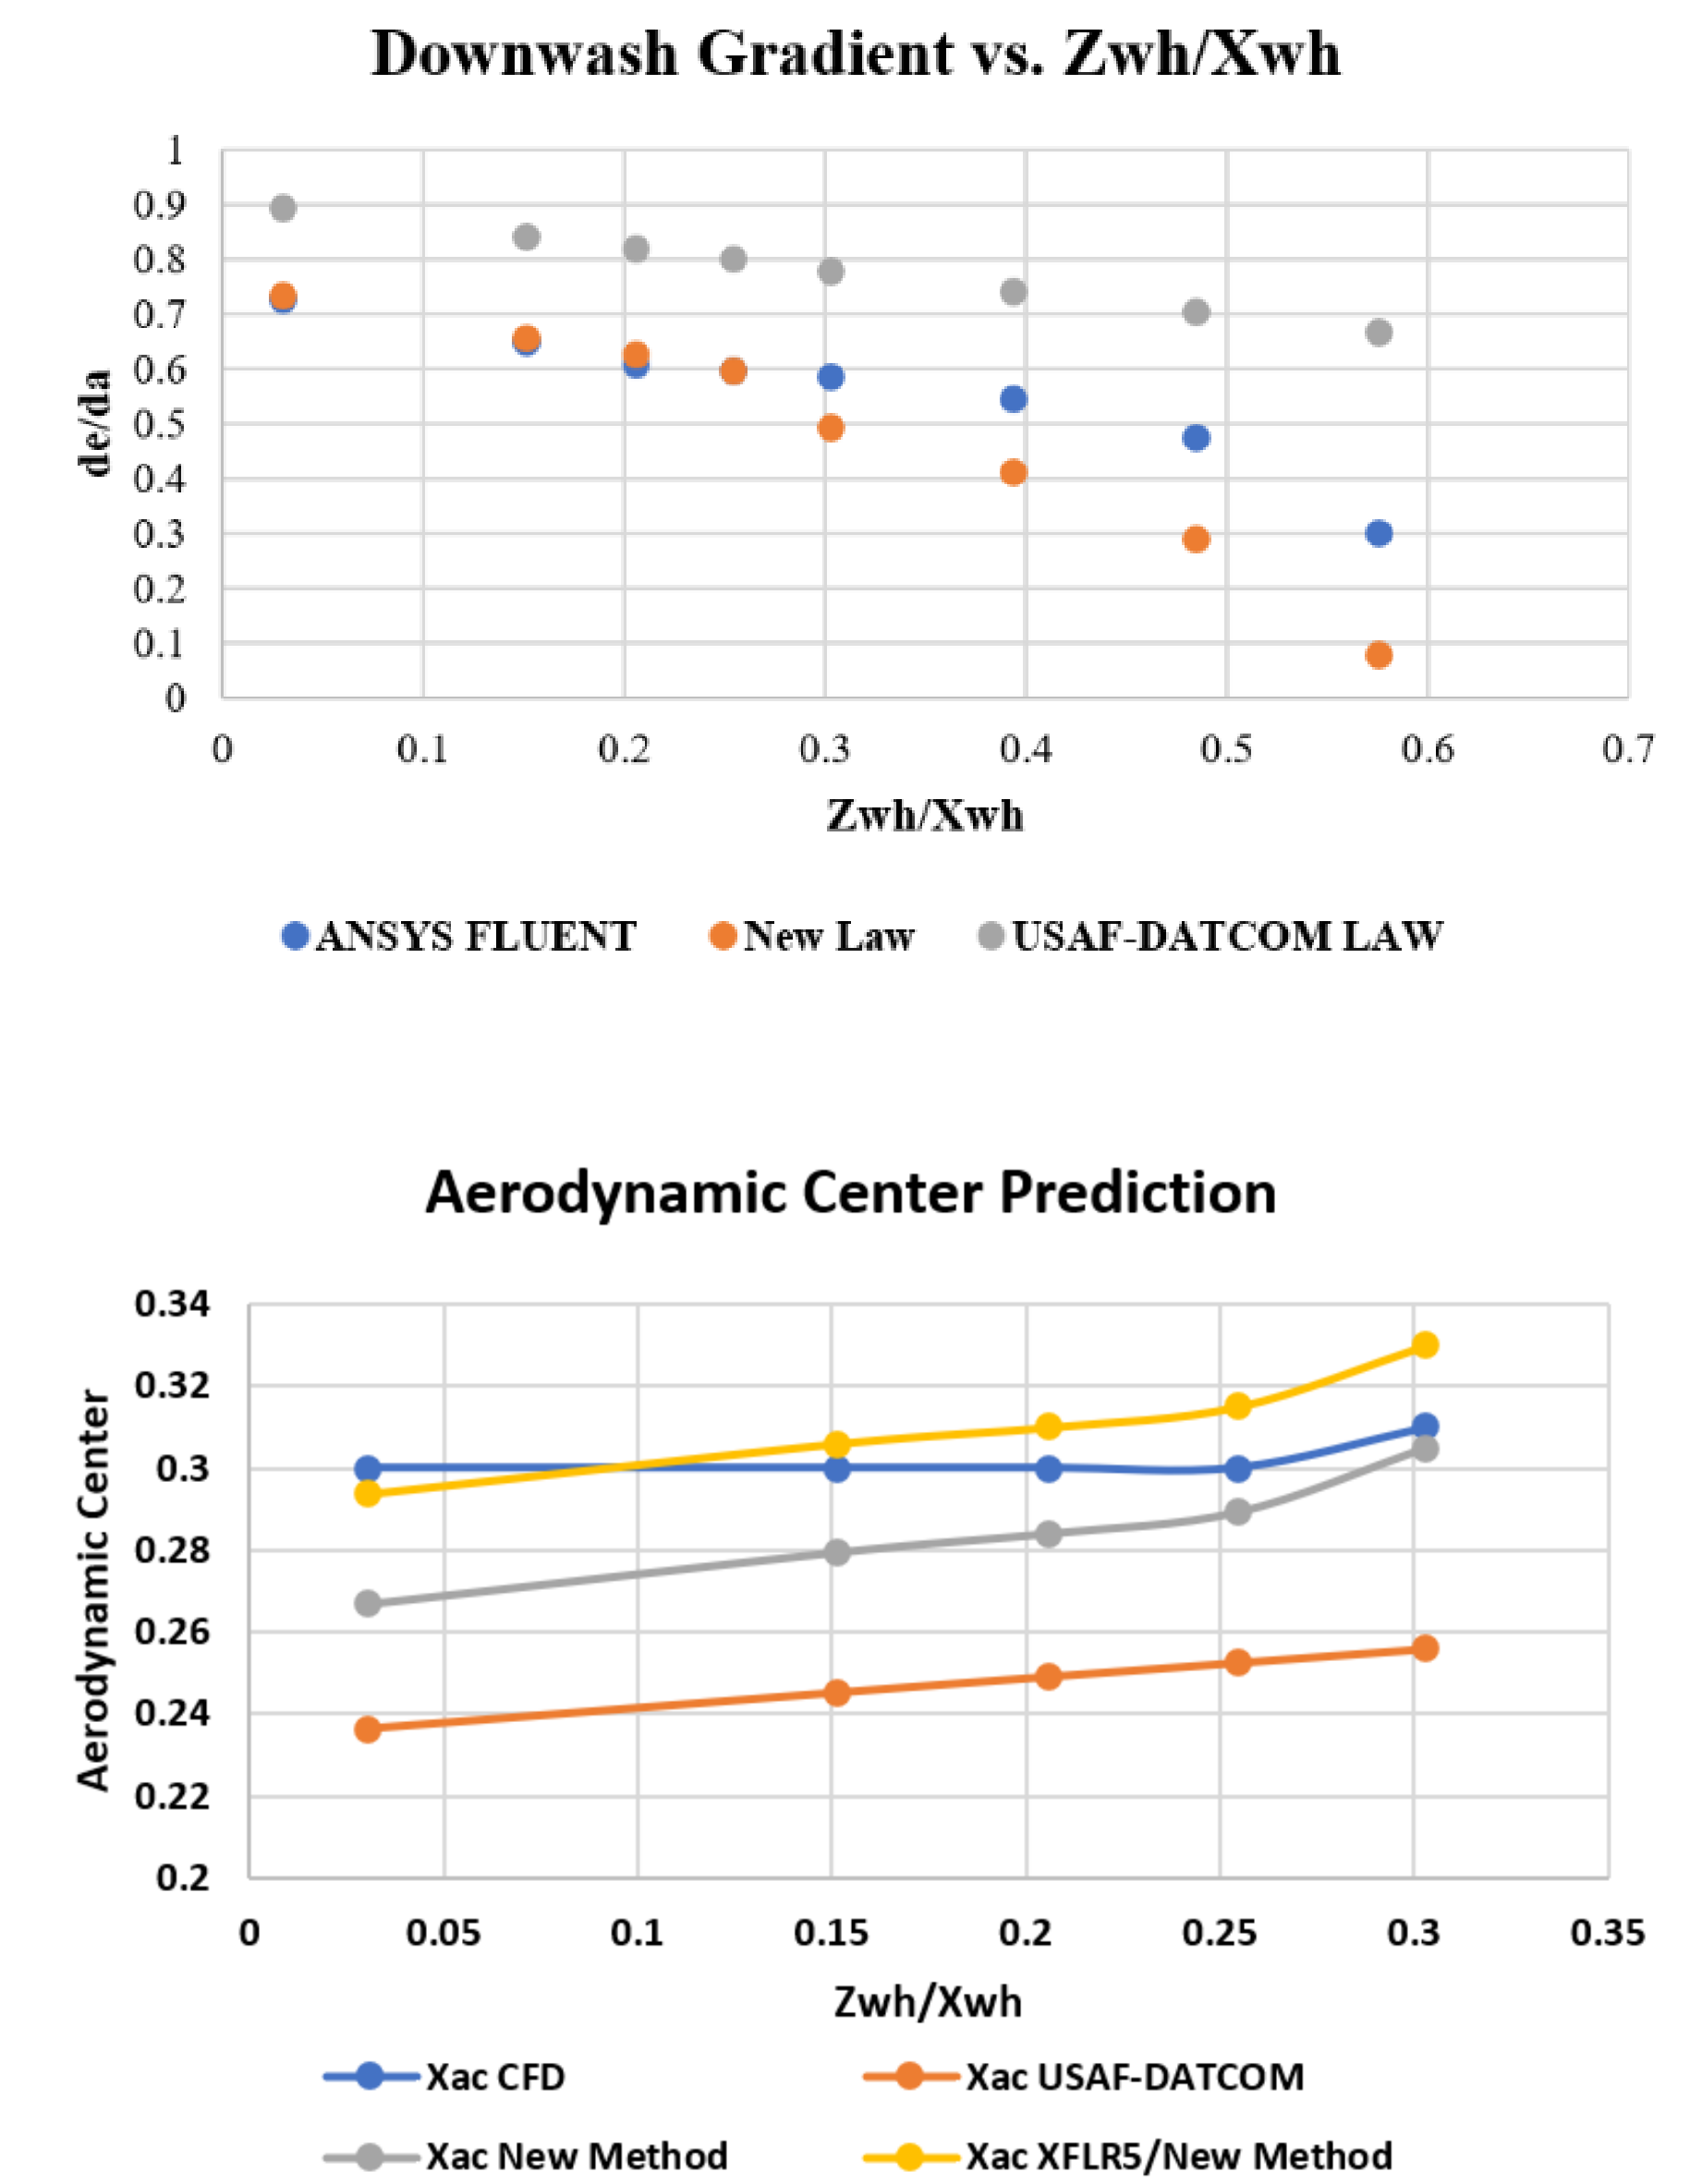 Downwash Gradient vs. Zwh/Xwh
1
0.9
0.8
0.7
0.6
0.5
0.4
0.3
0.2
0.1
0
de/da
0 0.1 0.2 0.3 0.4 0.5 0.6 0.7
Zwh/Xwh
ANSYS FLUENT New Law USAF-DATCOM LAW
Aerodynamic Center Prediction
0.34
0.32
0.3
0.28
0.26
0.24
0.22
0.2
Aerodynamic Center
0 0.05 0.1 0.15 0.2 0.25 0.3 0.35
Zwh/Xwh
Xac CFD Xac USAF-DATCOM
Xac New Method Xac XFLR5/New Method